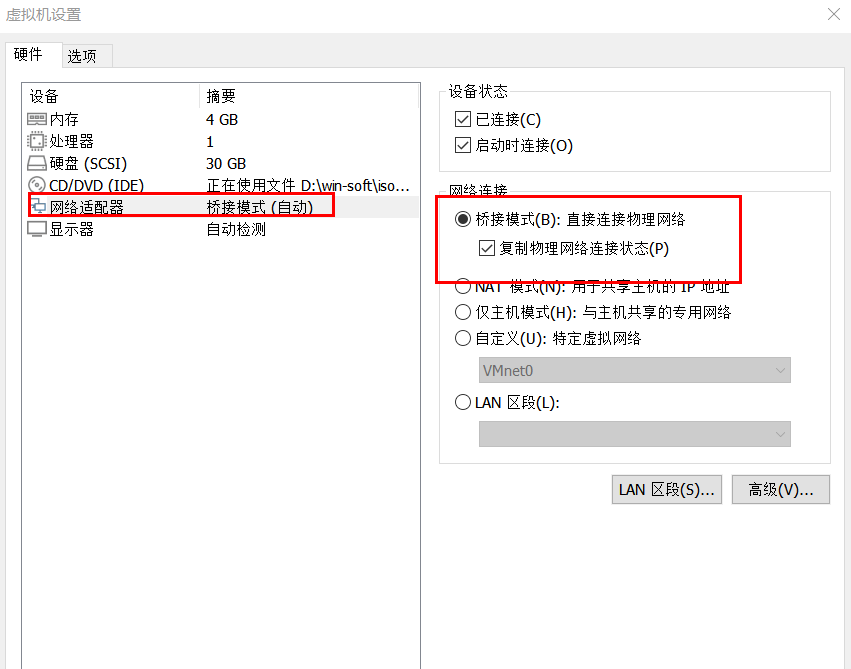 虚拟机设置
硬件 选项
设备 摘要
内存 4 GB
处理器 1
硬盘 (SCSI) 30 GB
CD/DVD (IDE) 正在使用文件 D:\win-soft\iso...
网络适配器 桥接模式 (自动)
显示器 自动检测
设备状态
已连接(C)
启动时连接(O)
网络连接
桥接模式(B): 直接连接物理网络
复制物理网络连接状态(P)
NAT 模式(N): 用于共享主机的 IP 地址
仅主机模式(H): 与主机共享的专用网络
自定义(U): 特定虚拟网络
VMnet0
LAN 区段(L):
LAN 区段(S)... 高级(V)...